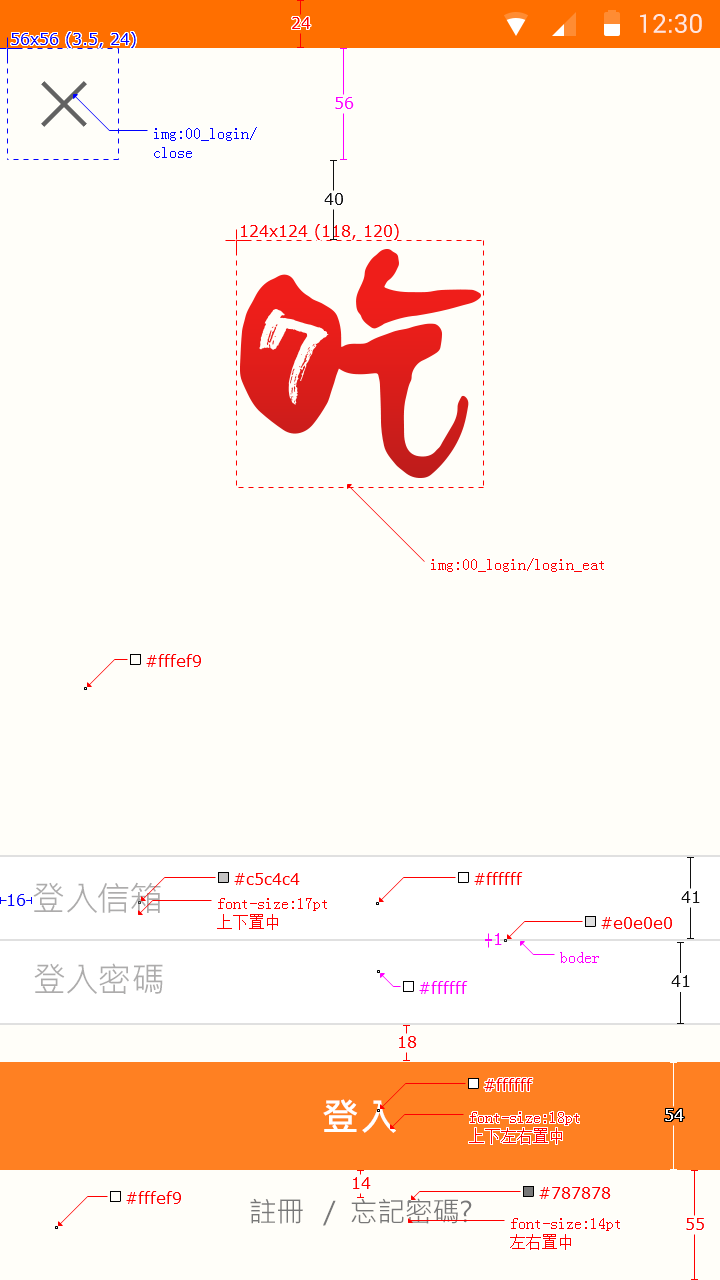 24
12:30
56x56 (3.5, 24)
56
img:00_login/
close
40
124x124 (118, 120)
7
吃
img:00_login/login_eat
#fffef9
#c5c4c4
#ffffff
16
登入信箱
font-size:17pt
上下置中
41
#e0e0e0
1
boder
登入密碼
#ffffff
41
18
#ffffff
登入
font-size:18pt
上下左右置中
54
14
#fffef9
#787878
註冊 / 忘記密碼?
font-size:14pt
左右置中
55